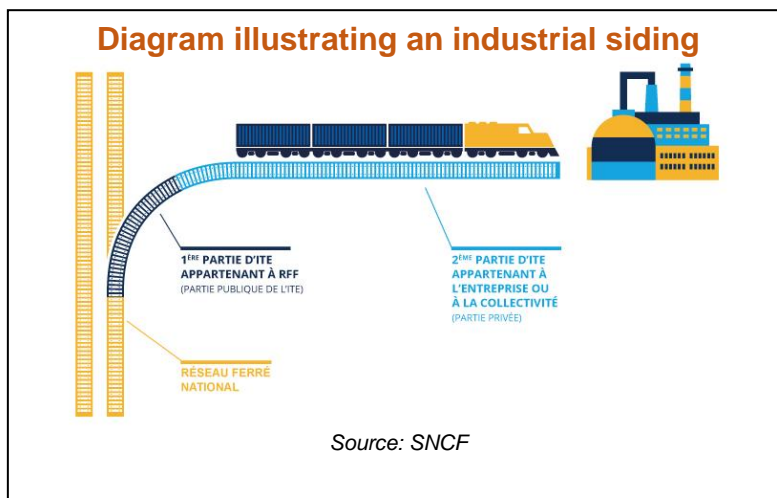 Diagram illustrating an industrial siding
1ÈRE PARTIE D'ITE
APPARTENANT À RFF
(PARTIE PUBLIQUE DE L'ITE)
2ÈME PARTIE D'ITE
APPARTENANT À
L'ENTREPRISE OU
À LA COLLECTIVITÉ
(PARTIE PRIVÉE)
RÉSEAU FERRÉ
NATIONAL
Source: SNCF